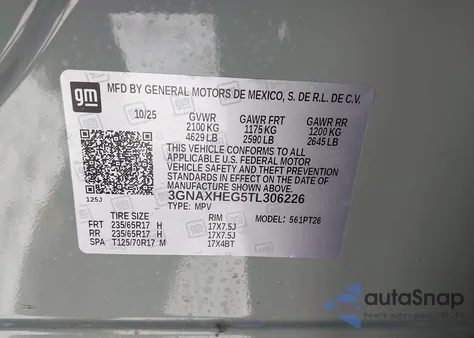 gm
MFD BY GENERAL MOTORS DE MEXICO, S. DE R.L. DE C.V.
10/25 GVWR GAWR FRT GAWR RR
2100 KG 1175 KG 1200 KG
4629 LB 2590 LB 2645 LB
THIS VEHICLE CONFORMS TO ALL
APPLICABLE U.S. FEDERAL MOTOR
VEHICLE SAFETY AND THEFT PREVENTION
STANDARDS IN EFFECT ON THE DATE OF
MANUFACTURE SHOWN ABOVE.
125J 3GNAXHEG5TL306226
TYPE: MPV MODEL: 561PT26
TIRE SIZE RIM
FRT 235/65R17 H 17X7.5J
RR 235/65R17 H 17X7.5J
SPA T125/70R17 M 17X4BT
autoSnap